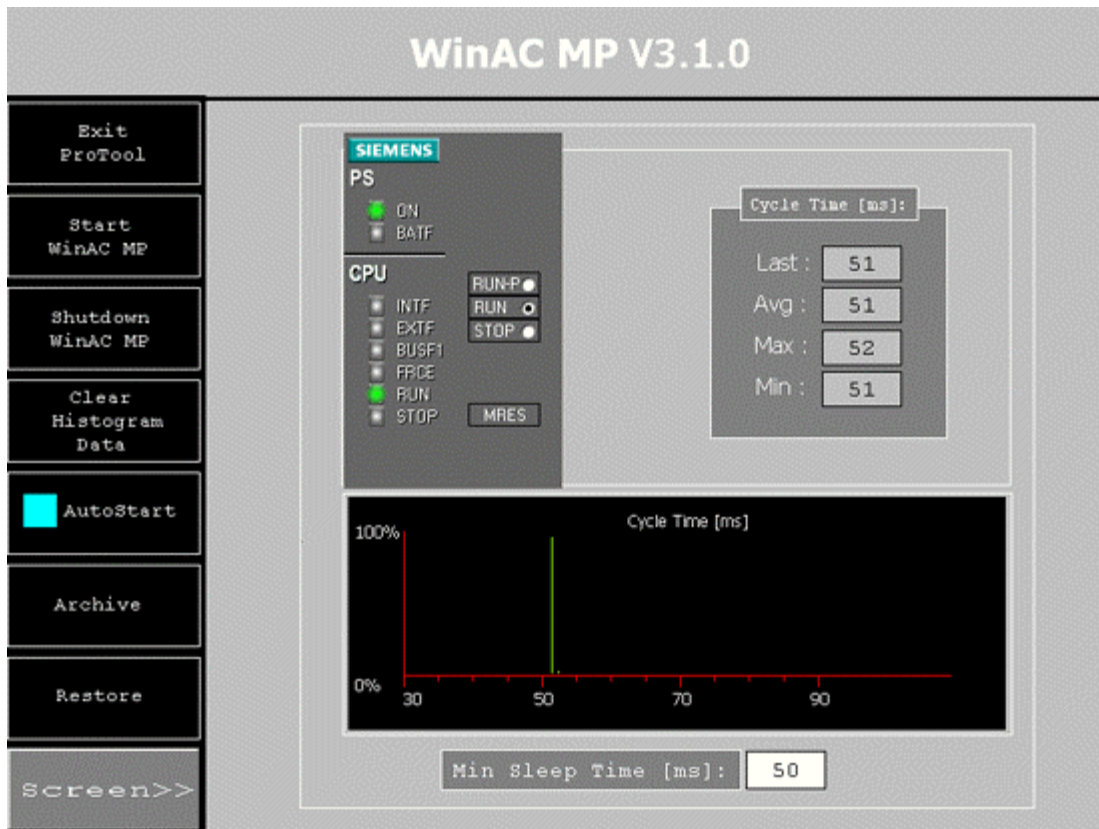 WinAC MP V3.1.0
Exit
ProTool
Start
WinAC MP
Shutdown
WinAC MP
Clear
Histogram
Data
AutoStart
Archive
Restore
Screen>>
SIEMENS
PS
ON
BATF
CPU
INTF
EXTF
BUSF1
FRCE
RUN
STOP
RUN-P
RUN
STOP
MRES
Cycle Time [ms]:
Last : 51
Avg : 51
Max : 52
Min : 51
Cycle Time [ms]
100%
0%
30 50 70 90
Min Sleep Time [ms]: 50